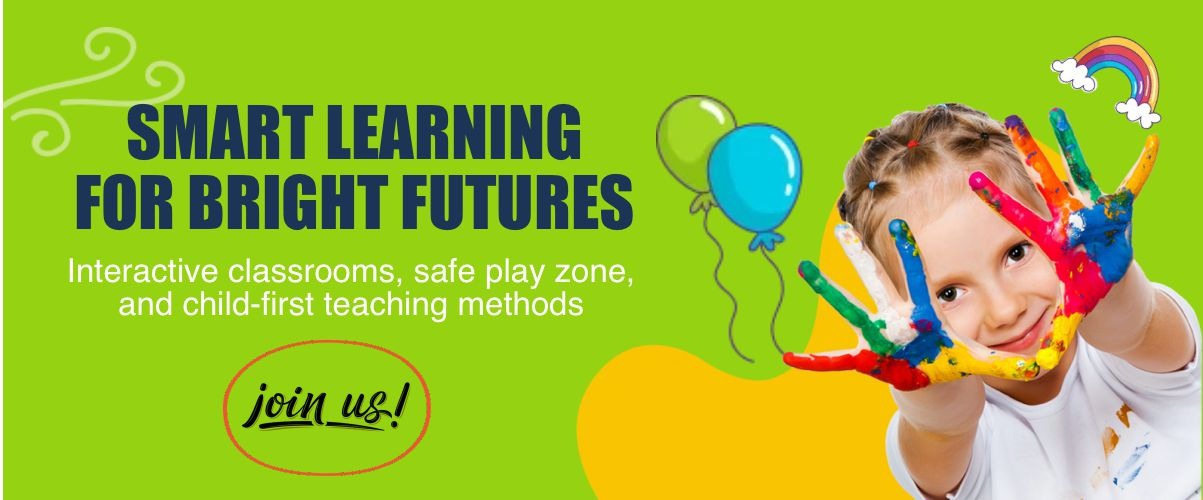 SMART LEARNING
FOR BRIGHT FUTURES
Interactive classrooms, safe play zone,
and child-first teaching methods
join us!